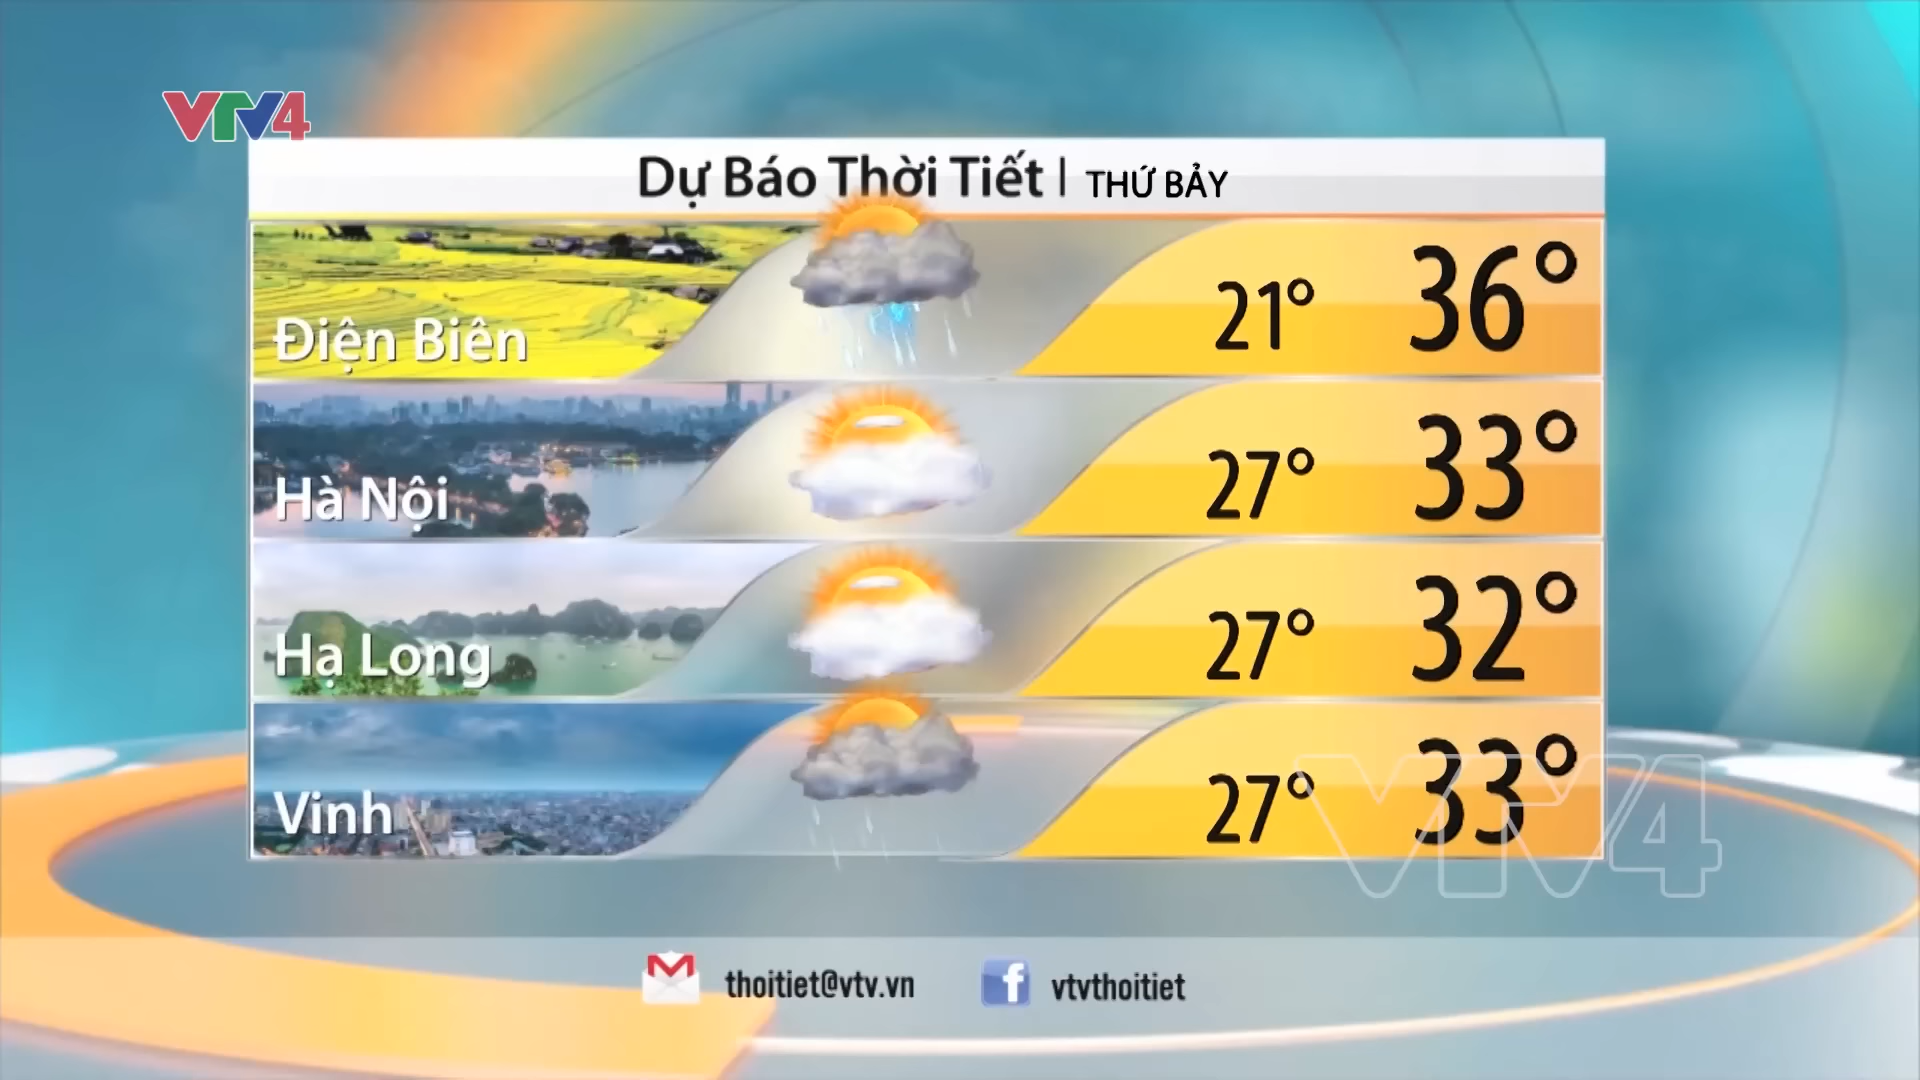 VTV4
Dự Báo Thời Tiết | THỨ BẢY
Điện Biên 21° 36°
Hà Nội 27° 33°
Hạ Long 27° 32°
Vinh 27° 33°
VTV4
thoitiet@vtv.vn vtvthoitiet